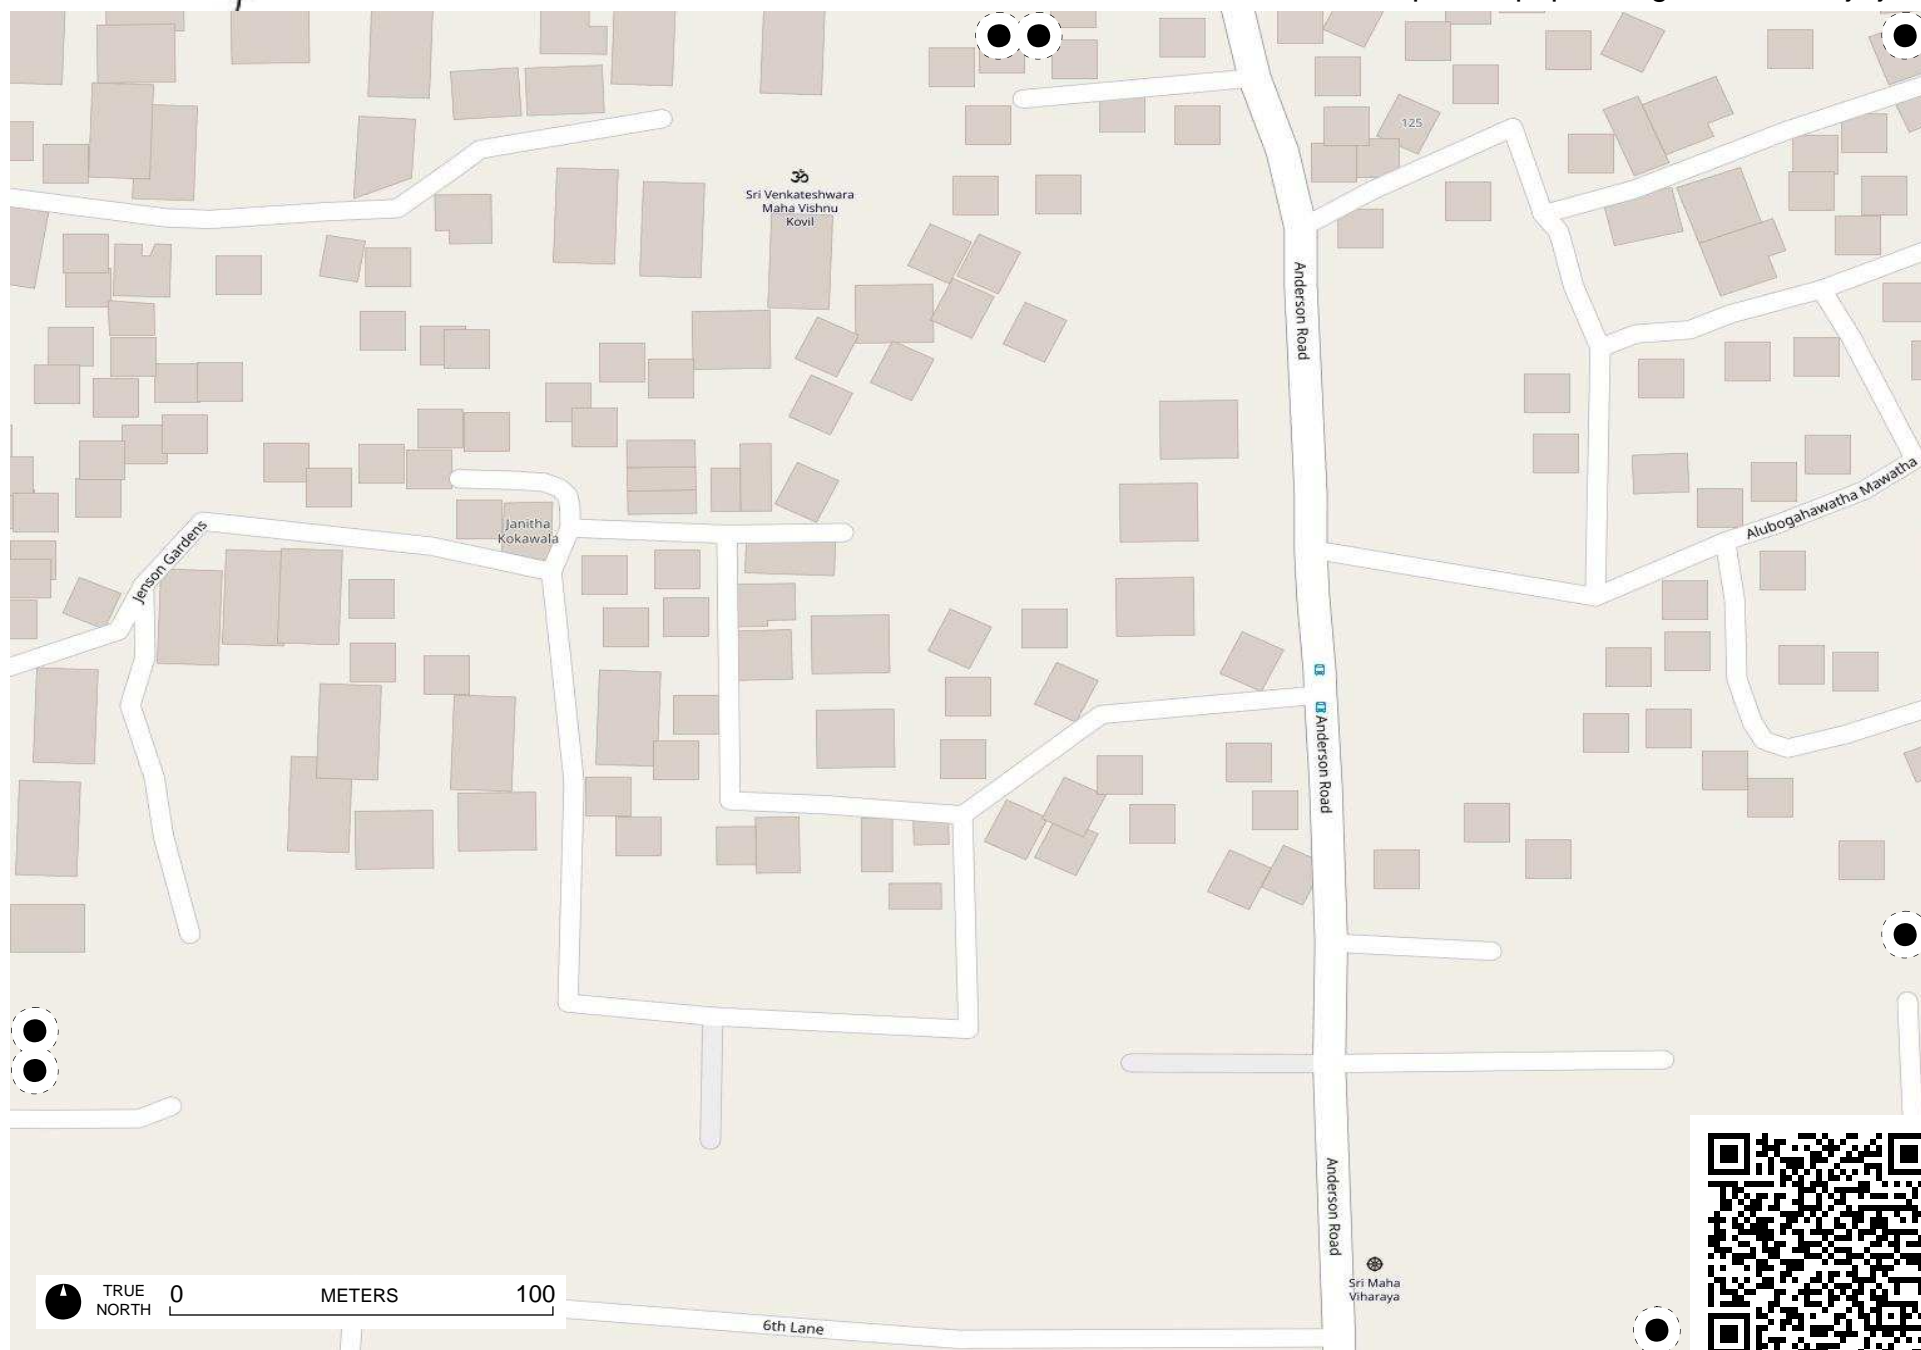 125
ॐ
Sri Venkateshwara
Maha Vishnu
Kovil
Anderson Road
Alubogahawatha Mawatha
Janitha
Kokawala
Jenson Gardens
Anderson Road
Anderson Road
Sri Maha
Viharaya
TRUE
NORTH
0 METERS 100
6th Lane